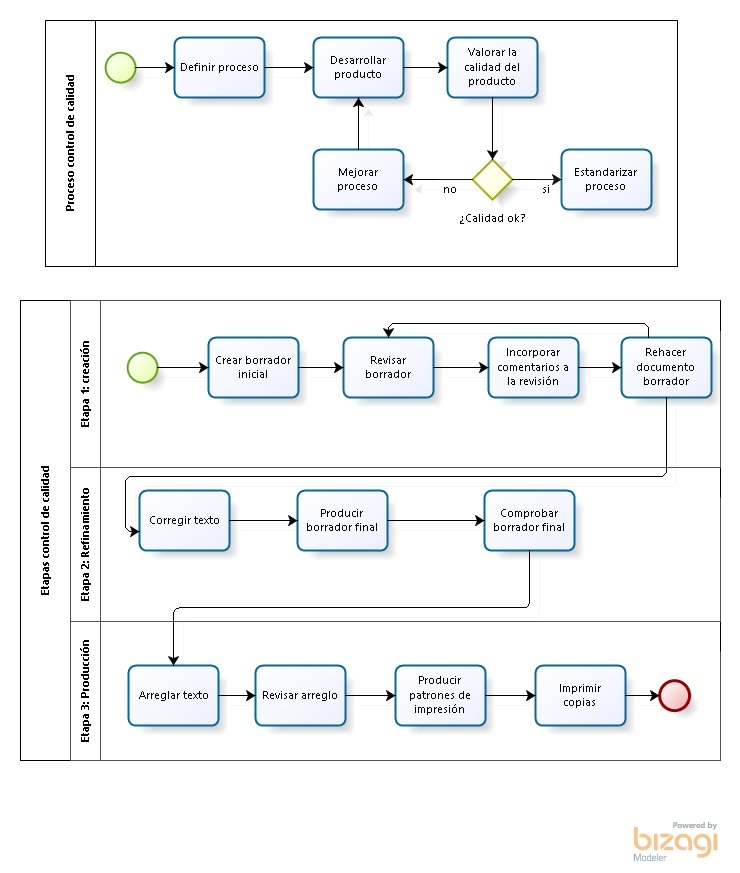 Proceso control de calidad
Definir proceso
Desarrollar
producto
Valorar la
calidad del
producto
Mejorar
proceso
no
si
¿Calidad ok?
Estandarizar
proceso
Etapas control de calidad
Etapa 1: creación
Crear borrador
inicial
Revisar
borrador
Incorporar
comentarios a
la revisión
Rehacer
documento
borrador
Etapa 2: Refinamiento
Corregir texto
Producir
borrador final
Comprobar
borrador final
Etapa 3: Producción
Arreglar texto
Revisar arreglo
Producir
patrones de
impresión
Imprimir
copias
Powered by
bizagi
Modeler